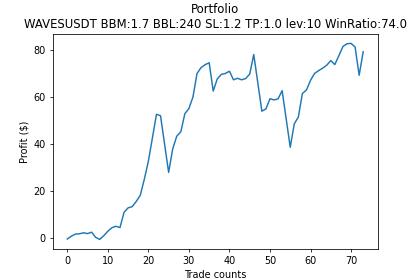 Portfolio
WAVESUSDT BBM:1.7 BBL:240 SL:1.2 TP:1.0 lev:10 WinRatio:74.0
80
60
40
20
0
Profit ($)
0 10 20 30 40 50 60 70
Trade counts